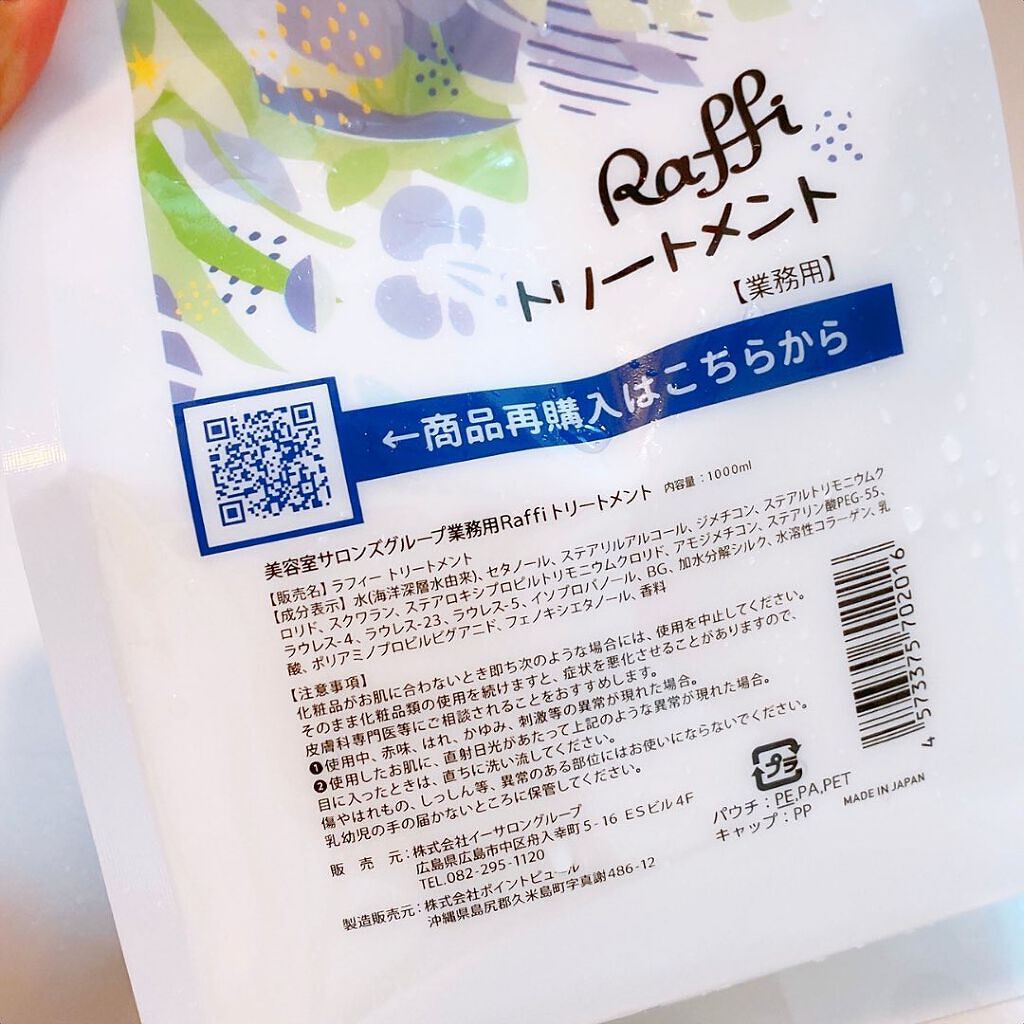 Raffi
トリートメント
【業務用】
←商品再購入はこちらから
美容室サロンズグループ業務用Raffi トリートメント 内容量：1000ml
【販売名】ラフィー トリートメント
【成分表示】水(海洋深層水由来)、セタノール、ステアリルアルコール、ジメチコン、ステアルトリモニウムク
ロリド、スクワラン、ステアロキシプロピルトリモニウムクロリド、アモジメチコン、ステアリン酸PEG-55、
ラウレス-4、ラウレス-23、ラウレス-5、イソプロパノール、BG、加水分解シルク、水溶性コラーゲン、乳
酸、ポリアミノプロピルビグアニド、フェノキシエタノール、香料
【注意事項】
化粧品がお肌に合わないとき即ち次のような場合には、使用を中止してください。
そのまま化粧品類の使用を続けますと、症状を悪化させることがありますので、
皮膚科専門医等にご相談されることをおすすめします。
❶使用中、赤味、はれ、かゆみ、刺激等の異常が現れた場合。
❷使用したお肌に、直射日光があたって上記のような異常が現れた場合。
目に入ったときは、直ちに洗い流してください。
傷やはれもの、しっしん等、異常のある部位にはお使いにならないでください。
乳幼児の手の届かないところに保管してください。
販 売 元：株式会社イーサロングループ
広島県広島市中区舟入幸町5-16 ESビル4F
TEL.082-295-1120
製造販売元：株式会社ポイントピュール
沖縄県島尻郡久米島町字真謝486-12
4 573375 702016
プラ
パウチ：PE,PA,PET
キャップ：PP
MADE IN JAPAN